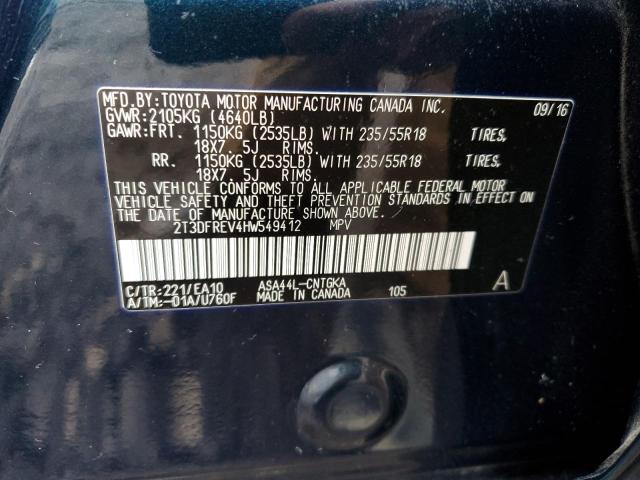 MFD.BY:TOYOTA MOTOR MANUFACTURING CANADA INC. 09/16
GVWR:2105KG (4640LB)
GAWR:FRT. 1150KG (2535LB) WITH 235/55R18 TIRES,
18X7. 5J RIMS.
RR. 1150KG (2535LB) WITH 235/55R18 TIRES,
18X7. 5J RIMS.
THIS VEHICLE CONFORMS TO ALL APPLICABLE FEDERAL MOTOR
VEHICLE SAFETY AND THEFT PREVENTION STANDARDS IN EFFECT ON
THE DATE OF MANUFACTURE SHOWN ABOVE.
2T3DFREV4HW549412 MPV
C/TR:221/EA10 ASA44L-CNTGKA A
A/TM:-01A/U760F MADE IN CANADA 105